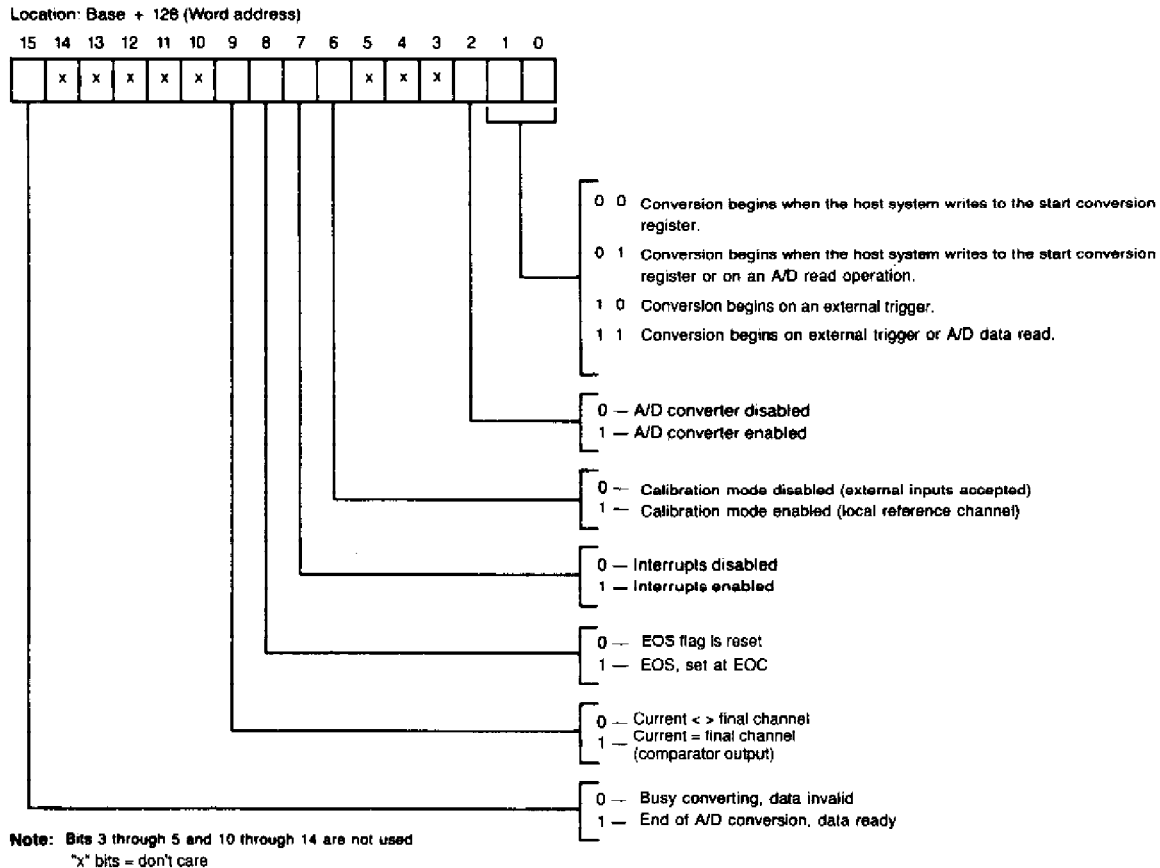 Location: Base + 128 (Word address)
15 14 13 12 11 10 9 8 7 6 5 4 3 2 1 0
x x x x x x x x
0 0 Conversion begins when the host system writes to the start conversion
register.
0 1 Conversion begins when the host system writes to the start conversion
register or on an A/D read operation.
1 0 Conversion begins on an external trigger.
1 1 Conversion begins on external trigger or A/D data read.
0 — A/D converter disabled
1 — A/D converter enabled
0 — Calibration mode disabled (external inputs accepted)
1 — Calibration mode enabled (local reference channel)
0 — Interrupts disabled
1 — Interrupts enabled
0 — EOS flag is reset
1 — EOS, set at EOC
0 — Current < > final channel
1 — Current = final channel
(comparator output)
0 — Busy converting, data invalid
1 — End of A/D conversion, data ready
Note: Bits 3 through 5 and 10 through 14 are not used
"x" bits = don't care